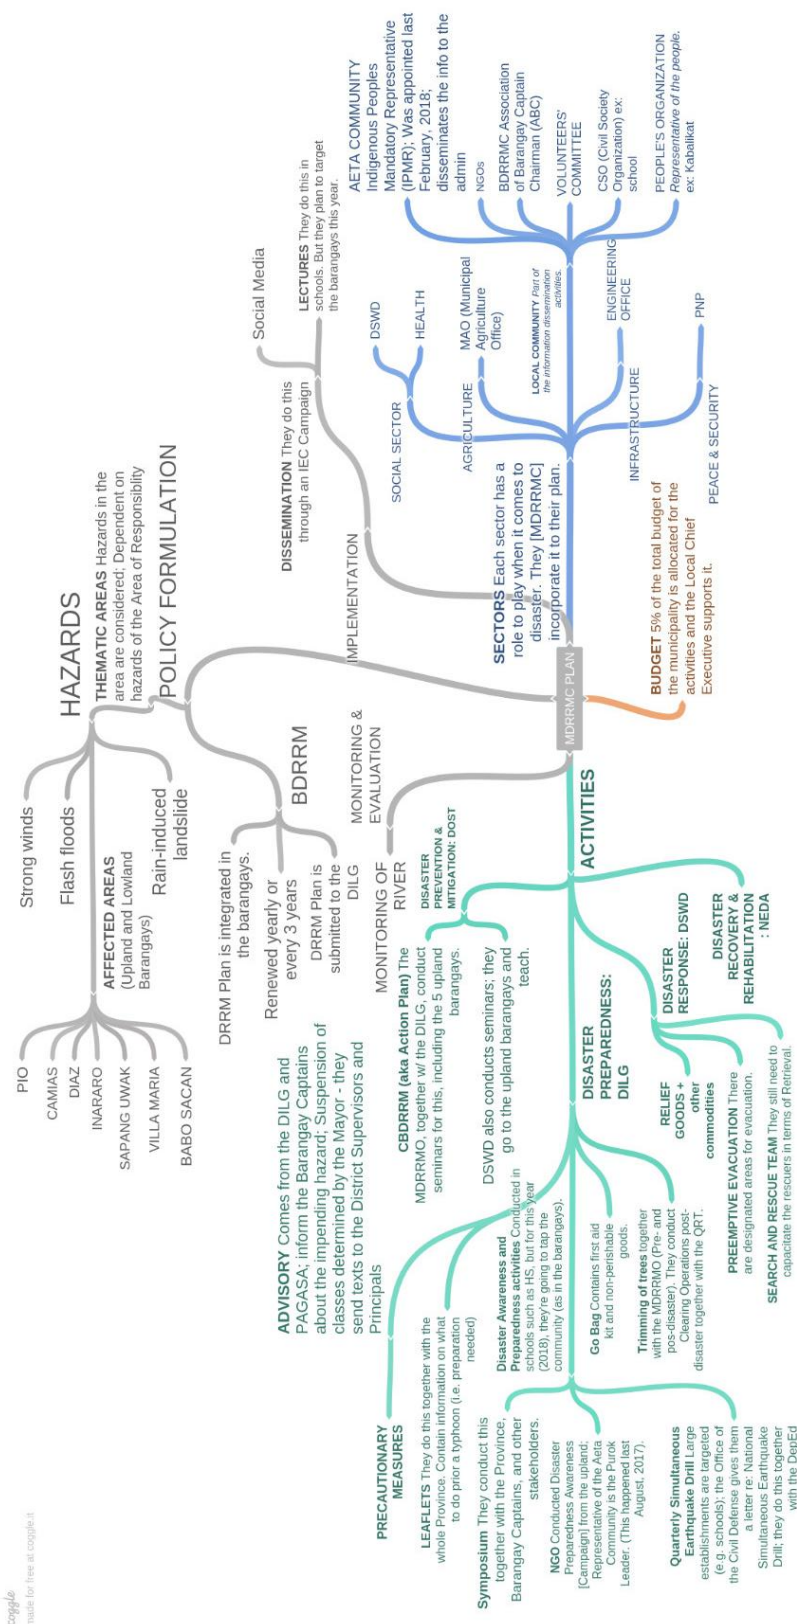 coggle
made for free at coggle.it
HAZARDS
Strong winds
Flash floods
Rain-induced
landslide
AFFECTED AREAS
(Upland and Lowland
Barangays)
PIO
CAMIAS
DIAZ
INARARO
SAPANG UWAK
VILLA MARIA
BABO SACAN
THEMATIC AREAS Hazards in the
area are considered; Dependent on
hazards of the Area of Responsiblity
POLICY FORMULATION
BDRRM
DRRM Plan is integrated in
the barangays.
Renewed yearly or
every 3 years
DRRM Plan is
submitted to the
DILG
MONITORING &
EVALUATION
MONITORING OF
RIVER
IMPLEMENTATION
DISSEMINATION They do this
through an IEC Campaign
Social Media
LECTURES They do this in
schools. But they plan to target
the barangays this year.
MDRRMC PLAN
SECTORS Each sector has a
role to play when it comes to
disaster. They [MDRRMC]
incorporate it to their plan.
SOCIAL SECTOR
DSWD
HEALTH
AGRICULTURE
MAO (Municipal
Agriculture
Office)
LOCAL COMMUNITY Part of
the information dissemination
activities.
AETA COMMUNITY
Indigenous Peoples
Mandatory Representative
(IPMR); Was appointed last
February, 2018;
disseminates the info to the
admin
NGOs
BDRRMC Association
of Barangay Captain
Chairman (ABC)
VOLUNTEERS'
COMMITTEE
CSO (Civil Society
Organization) ex:
school
PEOPLE'S ORGANIZATION
Representative of the people.
ex: Kabalikat
INFRASTRUCTURE
ENGINEERING
OFFICE
PEACE & SECURITY
PNP
BUDGET 5% of the total budget of
the municipality is allocated for the
activities and the Local Chief
Executive supports it.
ACTIVITIES
DISASTER
PREVENTION &
MITIGATION: DOST
CBDRRM (aka Action Plan) The
MDRRMO, together w/ the DILG, conduct
seminars for this, including the 5 upland
barangays.
DSWD also conducts seminars; they
go to the upland barangays and
teach.
DISASTER
PREPAREDNESS:
DILG
ADVISORY Comes from the DILG and
PAGASA; inform the Barangay Captains
about the impending hazard; Suspension of
classes determined by the Mayor - they
send texts to the District Supervisors and
Principals
PRECAUTIONARY
MEASURES
LEAFLETS They do this together with the
whole Province. Contain information on what
to do prior a typhoon (i.e. preparation
needed)
Disaster Awareness and
Preparedness activities Conducted in
schools such as HS, but for this year
(2018), they're going to tap the
community (as in the barangays).
Symposium They conduct this
together with the Province,
Barangay Captains, and other
stakeholders.
NGO Conducted Disaster
Preparedness Awareness
[Campaign] from the upland;
Representative of the Aeta
Community is the Purok
Leader. (This happened last
August, 2017).
Quarterly Simultaneous
Earthquake Drill Large
establishments are targeted
(e.g. schools); the Office of
the Civil Defense gives them
a letter re: National
Simultaneous Earthquake
Drill; they do this together
with the DepEd
Go Bag Contains first aid
kit and non-perishable
goods.
Trimming of trees together
with the MDRRMO (Pre- and
pos-disaster). They conduct
Clearing Operations post-
disaster together with the QRT.
DISASTER
RESPONSE: DSWD
RELIEF
GOODS +
other
commodities
PREEMPTIVE EVACUATION There
are designated areas for evacuation.
SEARCH AND RESCUE TEAM They still need to
capacitate the rescuers in terms of Retrieval.
DISASTER
RECOVERY &
REHABILITATION
: NEDA